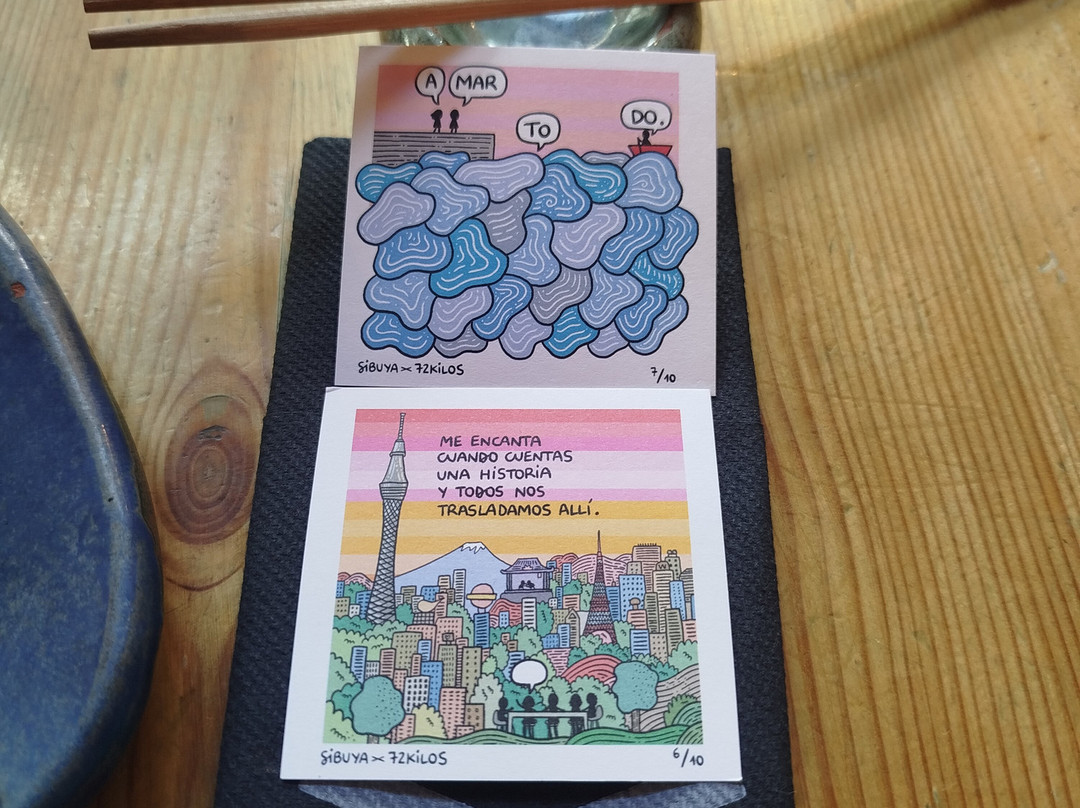 A MAR
TO
DO.
SIBUYA × 72KILOS
7/10
ME ENCANTA
CUANDO CUENTAS
UNA HISTORIA
Y TODOS NOS
TRASLADAMOS ALLÍ.
SIBUYA × 72KILOS
6/10